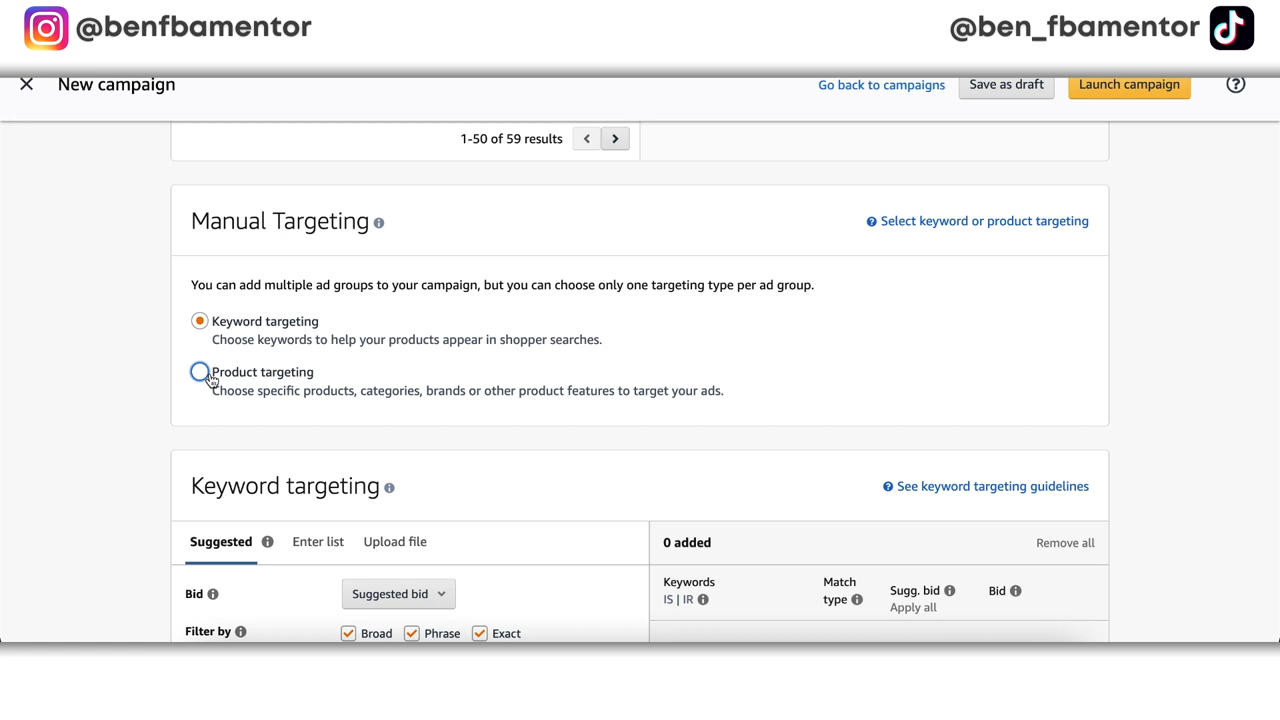 @benfbamentor
@ben_fbamentor
New campaign
Go back to campaigns
Save as draft
Launch campaign
1-50 of 59 results
Manual Targeting
Select keyword or product targeting
You can add multiple ad groups to your campaign, but you can choose only one targeting type per ad group.
Keyword targeting
Choose keywords to help your products appear in shopper searches.
Product targeting
Choose specific products, categories, brands or other product features to target your ads.
Keyword targeting
See keyword targeting guidelines
Suggested
Enter list
Upload file
0 added
Remove all
Bid
Suggested bid
Filter by
Broad
Phrase
Exact
Keywords
IS | IR
Match
type
Sugg. bid
Apply all
Bid